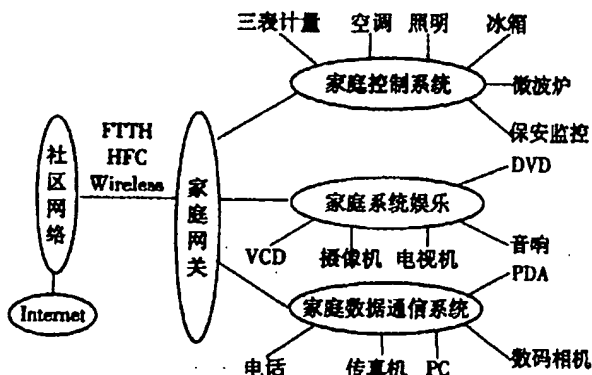 三表计量 空调 照明 冰箱
家庭控制系统
微波炉
保安监控
FTTH
HFC
Wireless
社区网络
家庭网关
DVD
家庭系统娱乐
VCD 摄像机 电视机 音响
Internet
PDA
家庭数据通信系统
电话 传真机 PC 数码相机